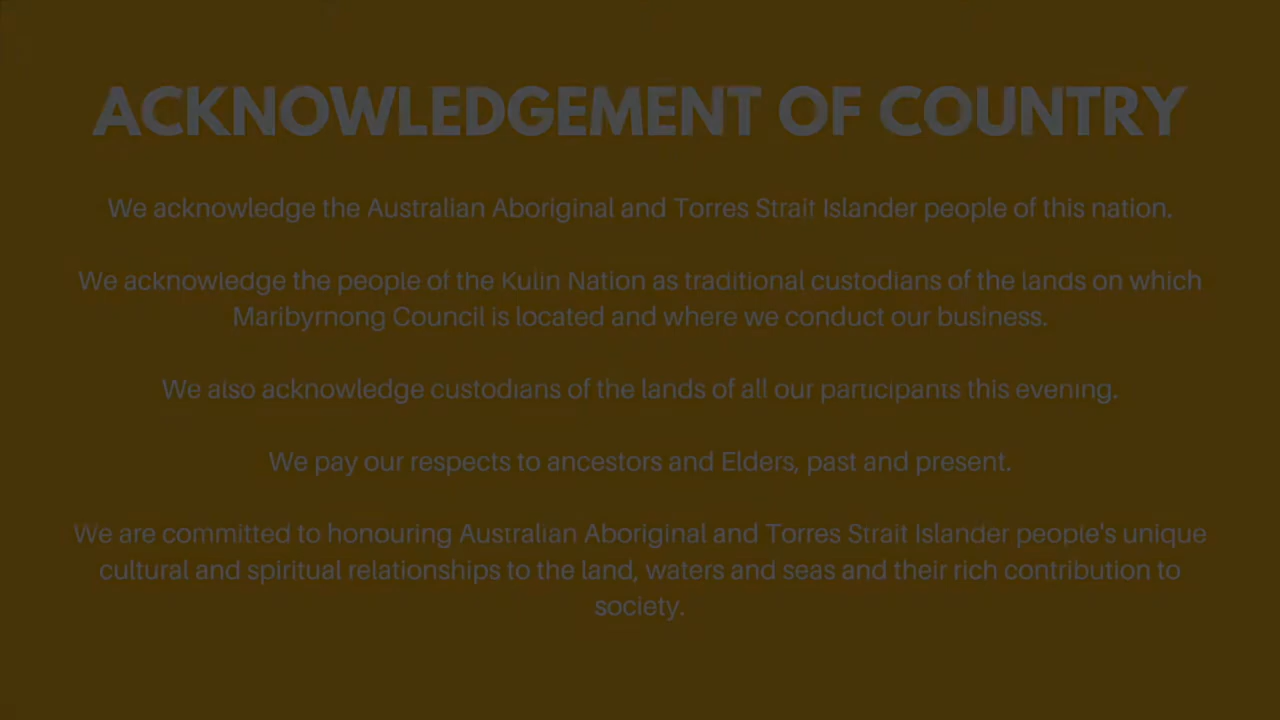 ACKNOWLEDGEMENT OF COUNTRY
We acknowledge the Australian Aboriginal and Torres Strait Islander people of this nation.
We acknowledge the people of the Kulin Nation as traditional custodians of the lands on which
Maribyrnong Council is located and where we conduct our business.
We also acknowledge custodians of the lands of all our participants this evening.
We pay our respects to ancestors and Elders, past and present.
We are committed to honouring Australian Aboriginal and Torres Strait Islander people's unique
cultural and spiritual relationships to the land, waters and seas and their rich contribution to
society.